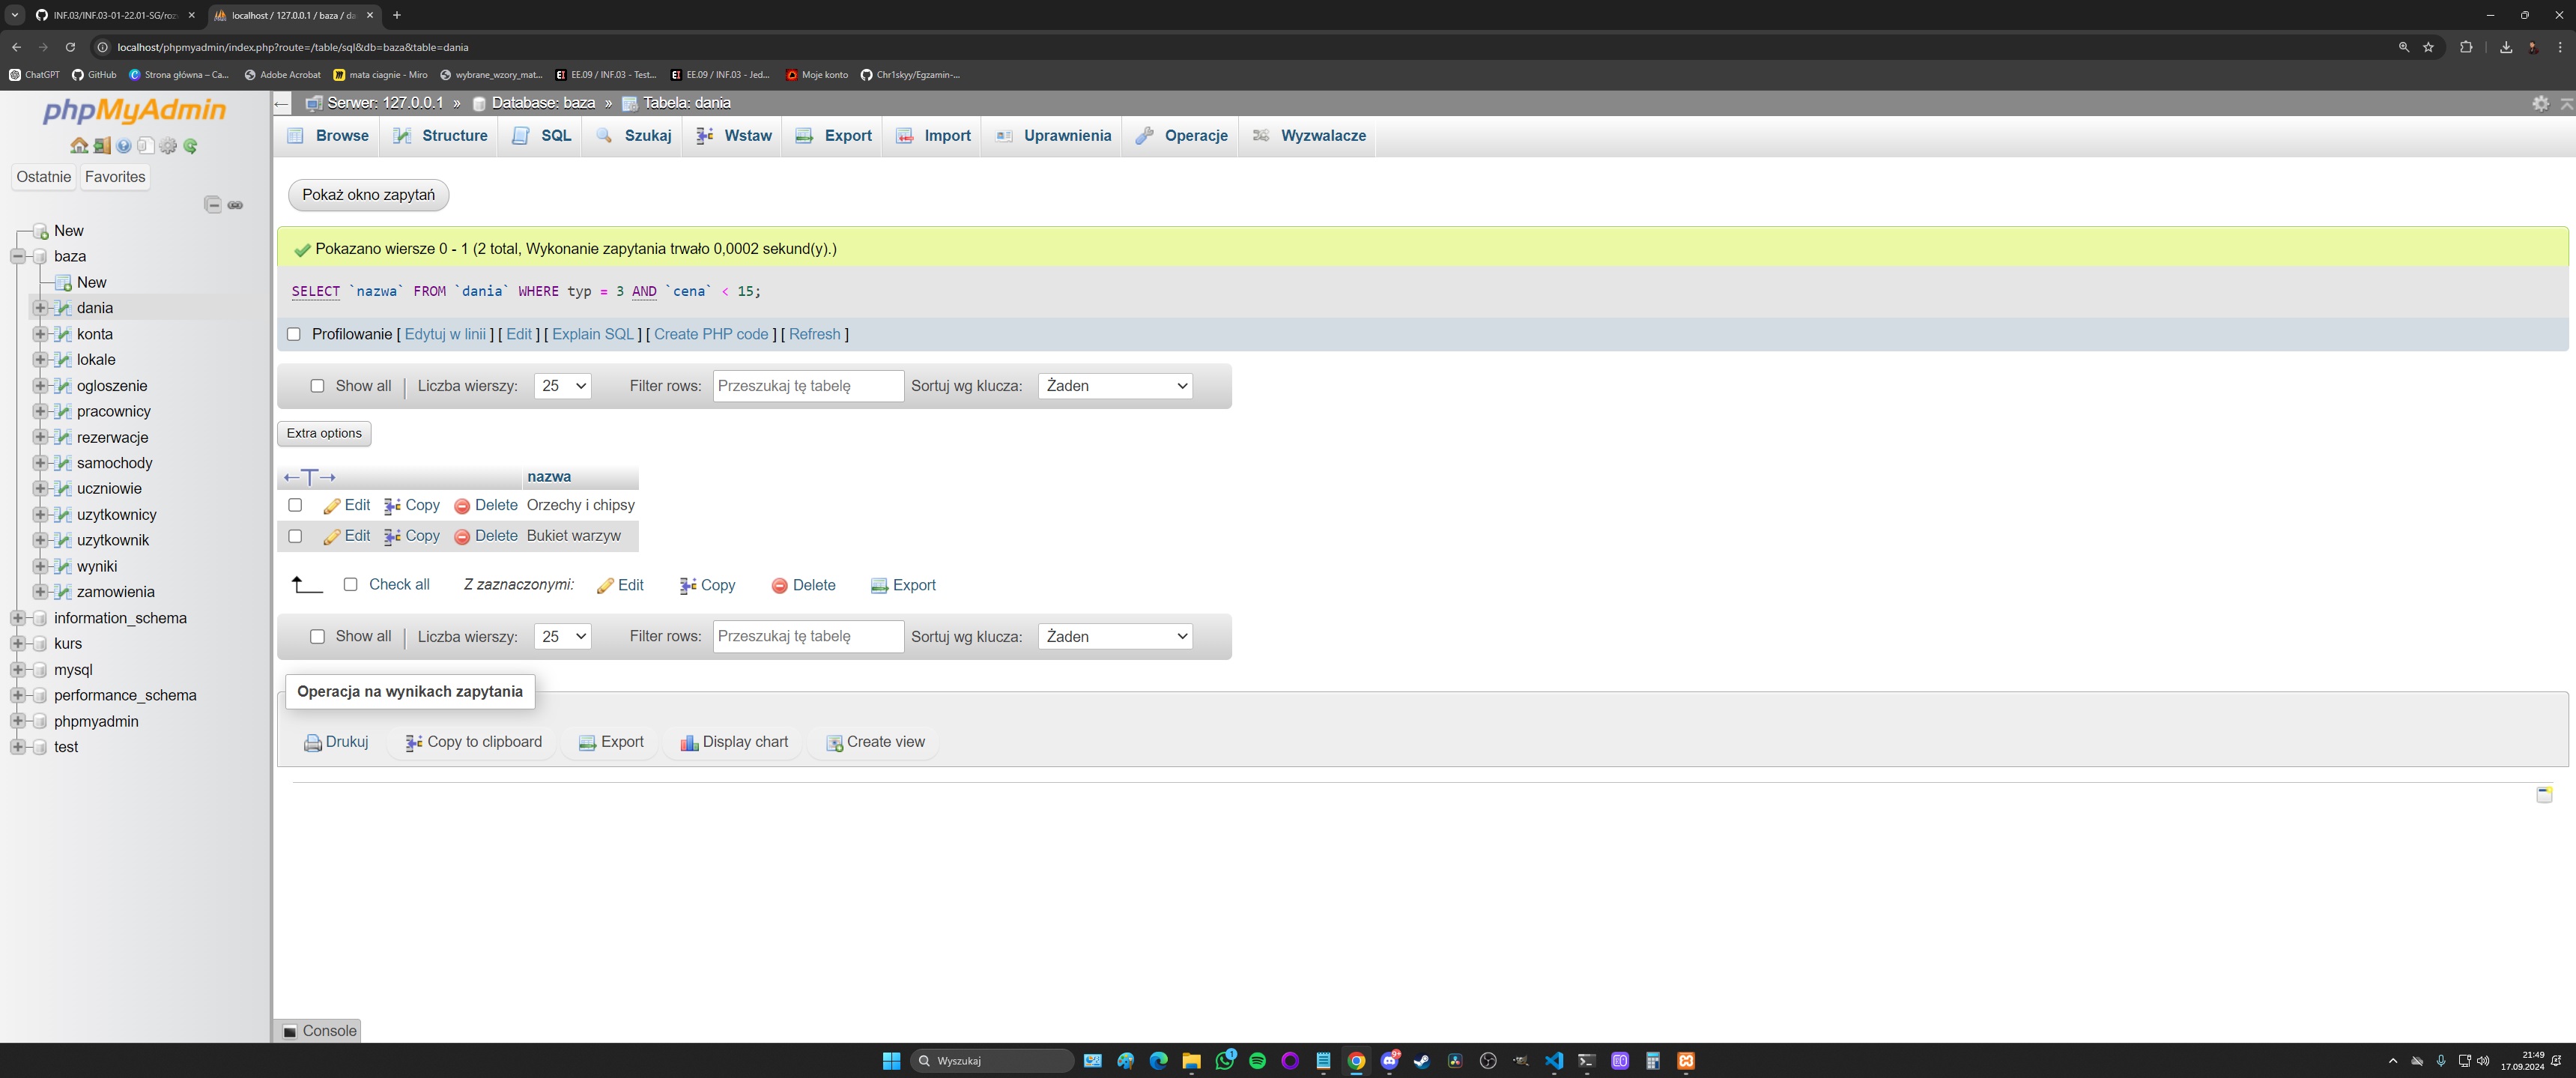 INF.03/INF.03-01-22.01-SG/roz
localhost / 127.0.0.1 / baza / da
localhost/phpmyadmin/index.php?route=/table/sql&db=baza&table=dania
ChatGPT
GitHub
Strona główna – Ca...
Adobe Acrobat
mata ciagnie - Miro
wybrane_wzory_mat...
EE.09 / INF.03 - Test...
EE.09 / INF.03 - Jed...
Moje konto
Chr1skyy/Egzamin-...
phpMyAdmin
Ostatnie
Favorites
New
baza
New
dania
konta
lokale
ogloszenie
pracownicy
rezerwacje
samochody
uczniowie
uzytkownicy
uzytkownik
wyniki
zamowienia
information_schema
kurs
mysql
performance_schema
phpmyadmin
test
Serwer: 127.0.0.1 » Database: baza » Tabela: dania
Browse
Structure
SQL
Szukaj
Wstaw
Export
Import
Uprawnienia
Operacje
Wyzwalacze
Pokaż okno zapytań
Pokazano wiersze 0 - 1 (2 total, Wykonanie zapytania trwało 0,0002 sekund(y).)
SELECT `nazwa` FROM `dania` WHERE typ = 3 AND `cena` < 15;
Profilowanie [ Edytuj w linii ] [ Edit ] [ Explain SQL ] [ Create PHP code ] [ Refresh ]
Show all | Liczba wierszy: 25 Filter rows: Przeszukaj tę tabelę Sortuj wg klucza: Żaden
Extra options
←T→ nazwa
Edit Copy Delete Orzechy i chipsy
Edit Copy Delete Bukiet warzyw
Check all Z zaznaczonymi: Edit Copy Delete Export
Show all | Liczba wierszy: 25 Filter rows: Przeszukaj tę tabelę Sortuj wg klucza: Żaden
Operacja na wynikach zapytania
Drukuj Copy to clipboard Export Display chart Create view
Console
Wyszukaj
1
9+
21:49
17.09.2024